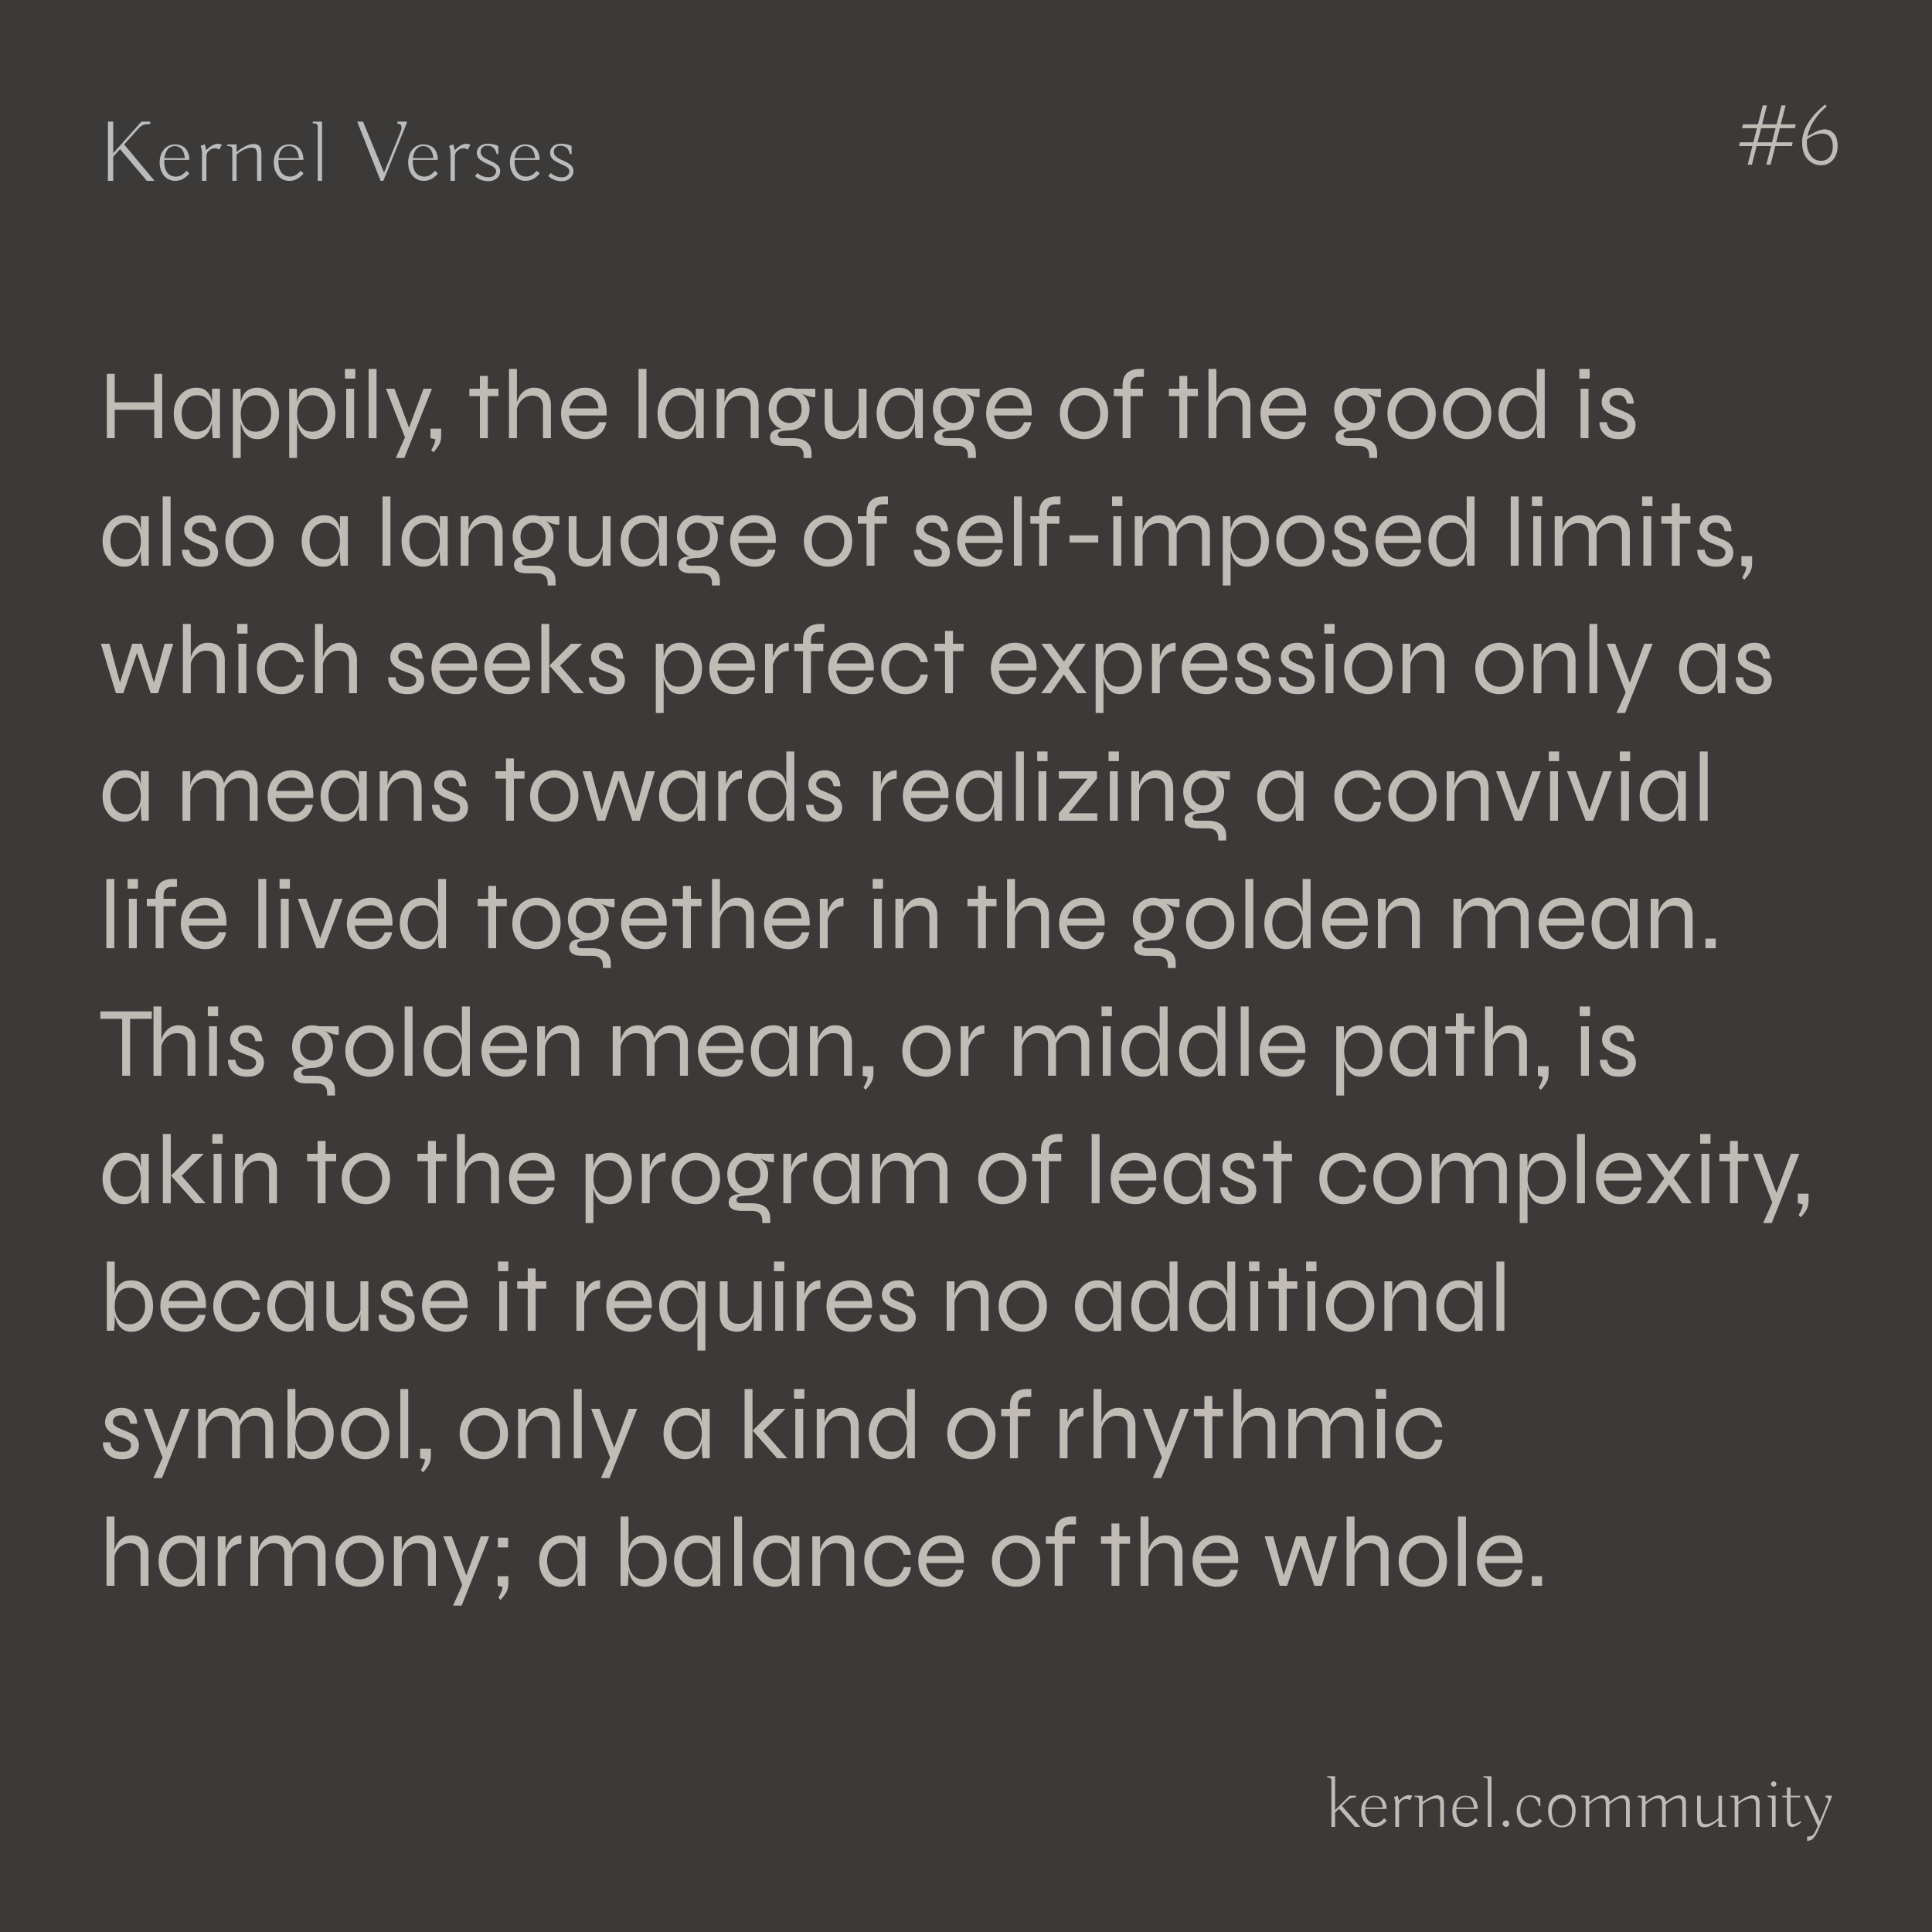 Kernel Verses
#6
Happily, the language of the good is
also a language of self-imposed limits,
which seeks perfect expression only as
a means towards realizing a convivial
life lived together in the golden mean.
This golden mean, or middle path, is
akin to the program of least complexity,
because it requires no additional
symbol, only a kind of rhythmic
harmony; a balance of the whole.
kernel.community